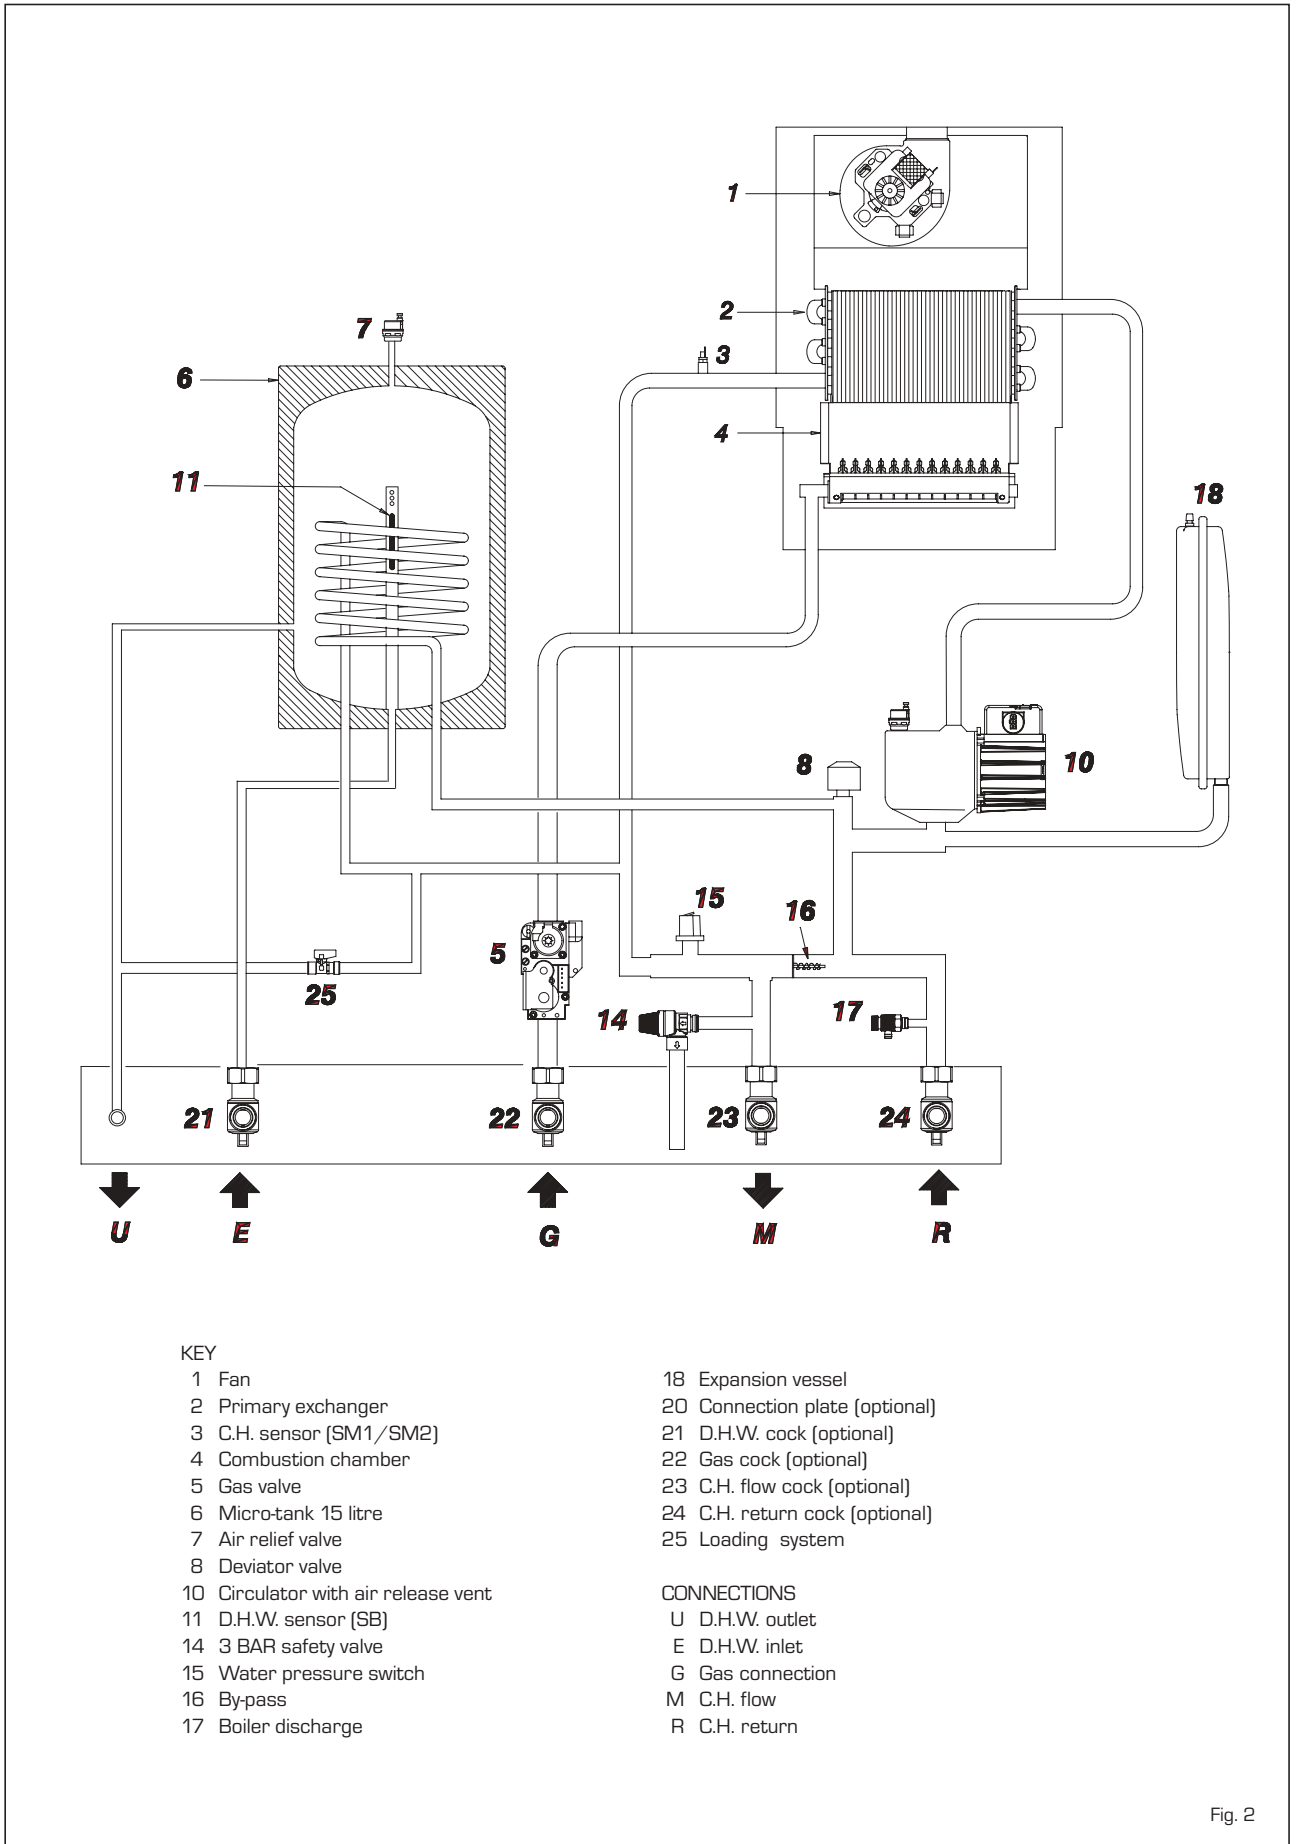 1
2
7
3
6
4
11
18
8
10
15
16
5
25
14
17
21
22
23
24
U
E
G
M
R
KEY
1 Fan
2 Primary exchanger
3 C.H. sensor (SM1/SM2)
4 Combustion chamber
5 Gas valve
6 Micro-tank 15 litre
7 Air relief valve
8 Deviator valve
10 Circulator with air release vent
11 D.H.W. sensor (SB)
14 3 BAR safety valve
15 Water pressure switch
16 By-pass
17 Boiler discharge
18 Expansion vessel
20 Connection plate (optional)
21 D.H.W. cock (optional)
22 Gas cock (optional)
23 C.H. flow cock (optional)
24 C.H. return cock (optional)
25 Loading system
CONNECTIONS
U D.H.W. outlet
E D.H.W. inlet
G Gas connection
M C.H. flow
R C.H. return
Fig. 2